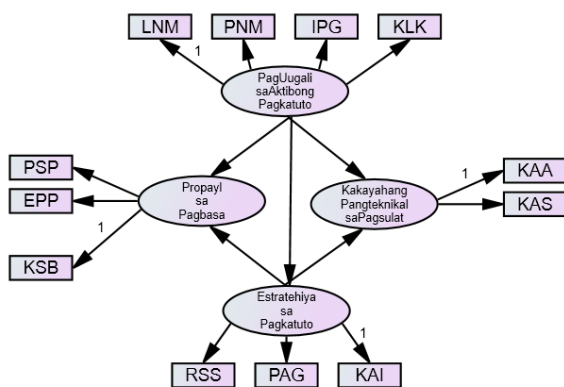 LNM
PNM
IPG
KLK
1
PagUugali
saAktibong
Pagkatuto
PSP
EPP
KSB
1
Propayl
sa
Pagbasa
Kakayahang
Pangteknikal
saPagsulat
1
KAA
KAS
Estratehiya
sa
Pagkatuto
1
RSS
PAG
KAI